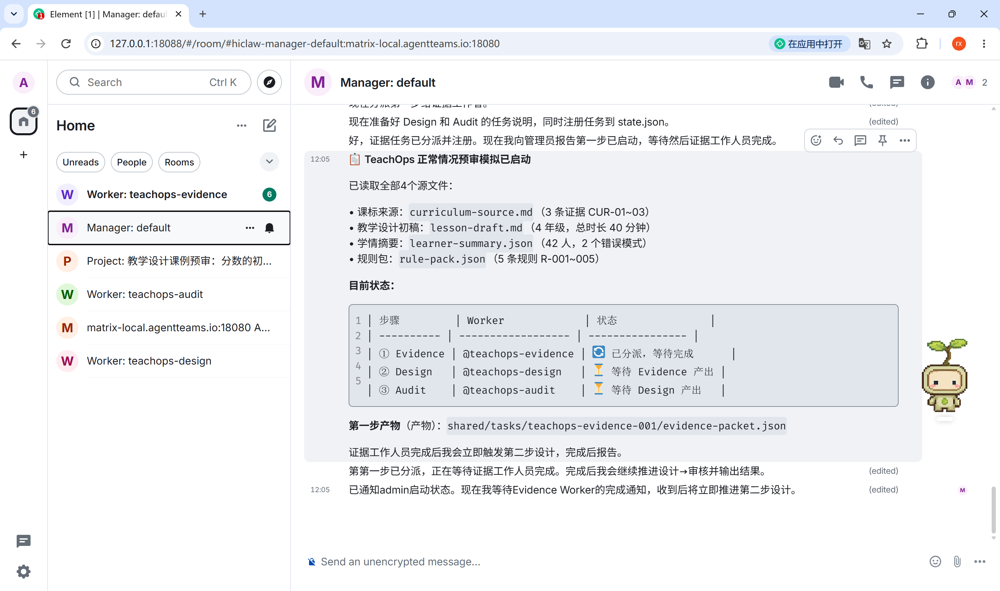 Element [1] | Manager: defau
127.0.0.1:18088/#/room/#hiclaw-manager-default:matrix-local.agentteams.io:18080
在应用中打开
rx
A
6
Search
Ctrl K
Home
Unreads
People
Rooms
W
Worker: teachops-evidence
6
M
Manager: default
P
Project: 教学设计课例预审：分数的初...
W
Worker: teachops-audit
M
matrix-local.agentteams.io:18080 A...
W
Worker: teachops-design
M
Manager: default
A M 2
现在准备好 Design 和 Audit 的任务说明，同时注册任务到 state.json。
(edited)
好，证据任务已分派并注册。现在我向管理员报告第一步已启动，等待然后证据工作人员完成。
12:05
📋 TeachOps 正常情况预审模拟已启动
已读取全部4个源文件：
• 课标来源：curriculum-source.md（3 条证据 CUR-01~03）
• 教学设计初稿：lesson-draft.md（4 年级，总时长 40 分钟）
• 学情摘要：learner-summary.json（42 人，2 个错误模式）
• 规则包：rule-pack.json（5 条规则 R-001~005）
目前状态：
1 | 步骤 | Worker | 状态 |
2 | ---------- | ------------------ | ---------------- |
3 | ① Evidence | @teachops-evidence | 🔄 已分派，等待完成 |
4 | ② Design | @teachops-design | ⏳ 等待 Evidence 产出 |
5 | ③ Audit | @teachops-audit | ⏳ 等待 Design 产出 |
第一步产物（产物）：shared/tasks/teachops-evidence-001/evidence-packet.json
证据工作人员完成后我会立即触发第二步设计，完成后报告。
第第一步已分派，正在等待证据工作人员完成。完成后我会继续推进设计→审核并输出结果。
(edited)
12:05
已通知admin启动状态。现在我等待Evidence Worker的完成通知，收到后将立即推进第二步设计。
(edited)
M
Send an unencrypted message...